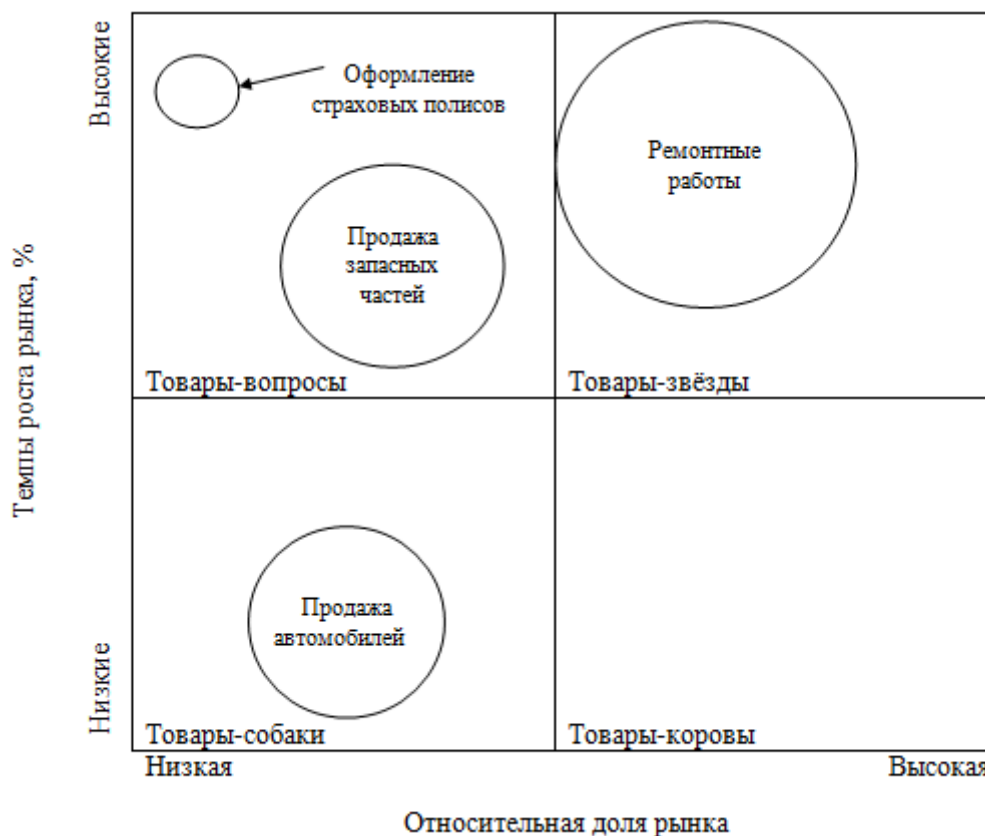 Высокие
Оформление
страховых полисов
Ремонтные
работы
Продажа
запасных
частей
Темпы роста рынка, %
Товары-вопросы
Товары-звёзды
Продажа
автомобилей
Низкие
Товары-собаки
Товары-коровы
Низкая
Высокая
Относительная доля рынка